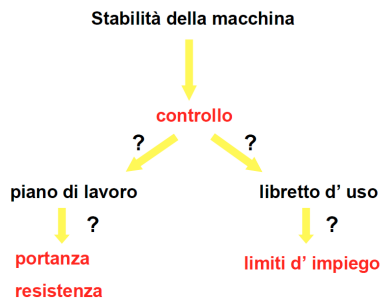 Stabilità della macchina
controllo
? ?
piano di lavoro libretto d' uso
? ?
portanza limiti d' impiego
resistenza